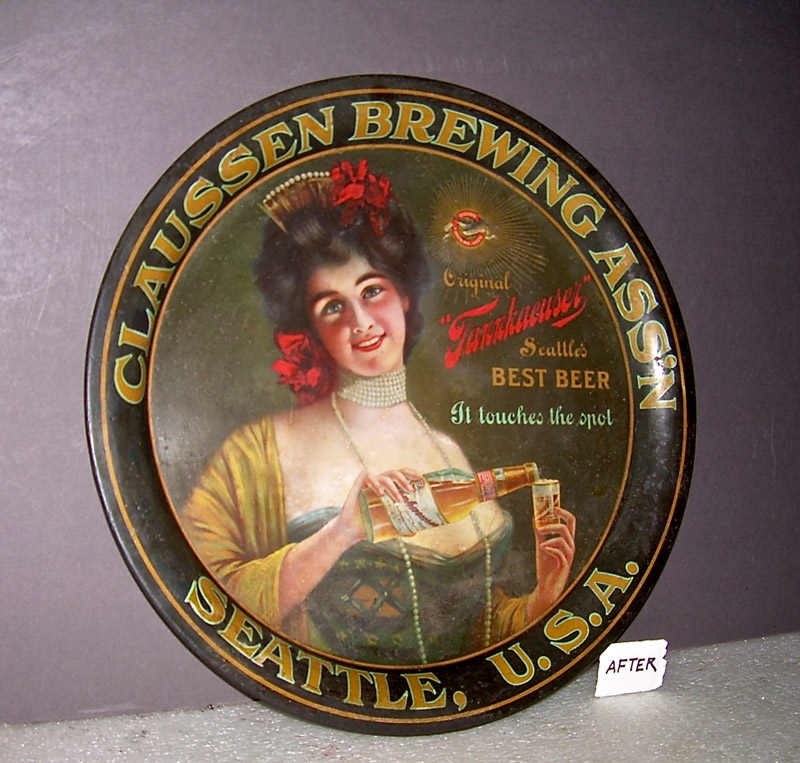 CLAUSSEN BREWING ASS'N
Original
"Tannhaeuser"
Seattle's
BEST BEER
It touches the spot
SEATTLE, U.S.A.
AFTER